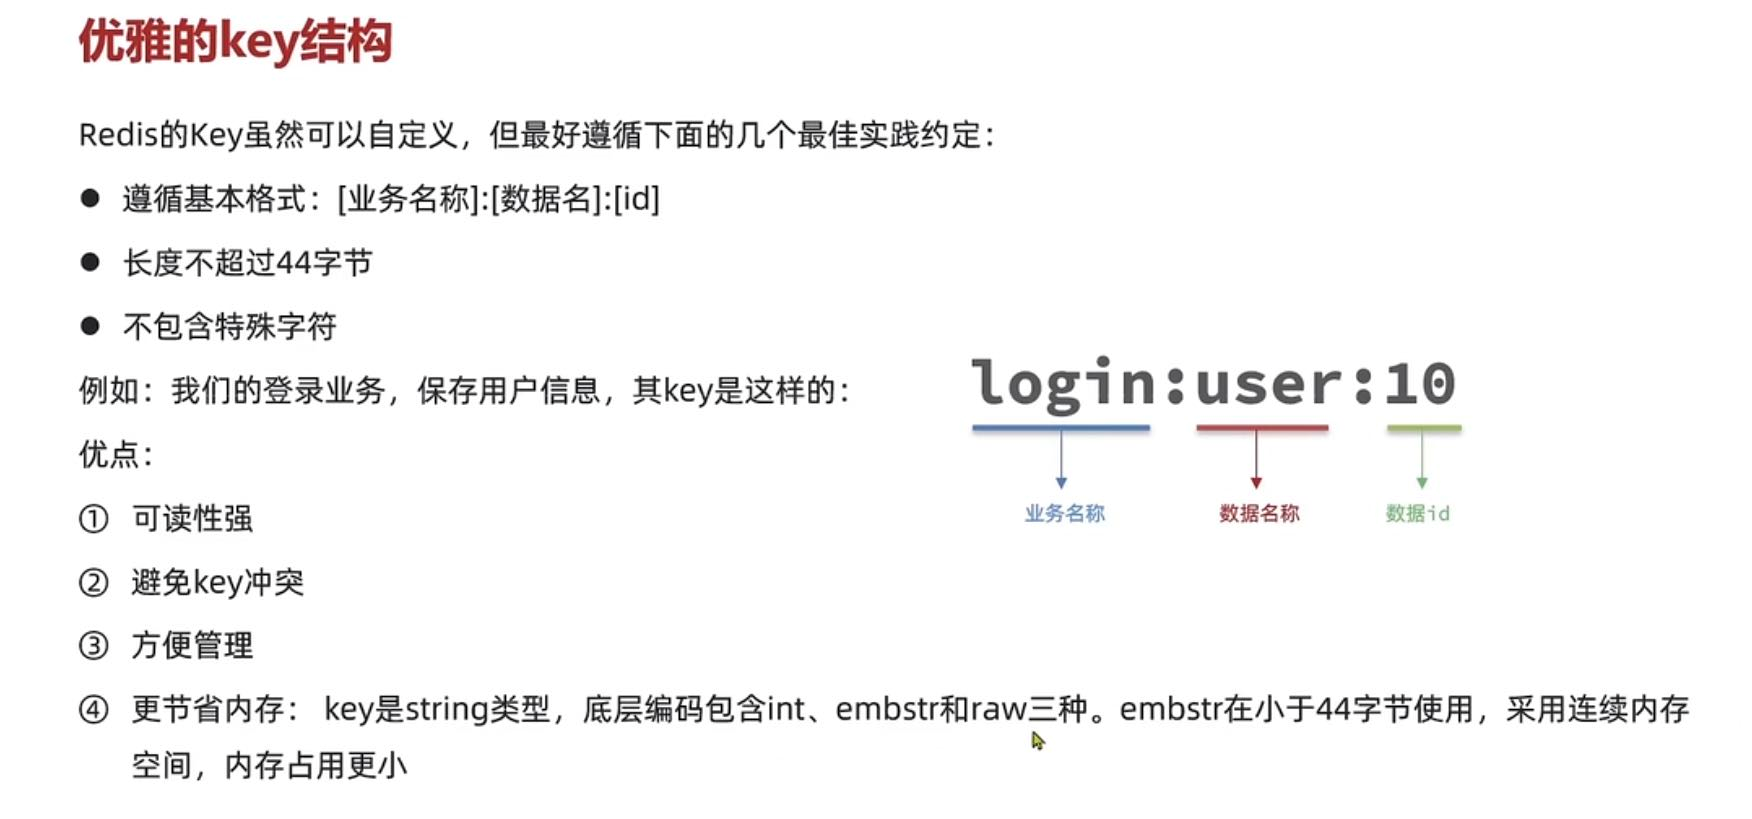 优雅的key结构
Redis的Key虽然可以自定义，但最好遵循下面的几个最佳实践约定：
● 遵循基本格式：[业务名称]:[数据名]:[id]
● 长度不超过44字节
● 不包含特殊字符
例如：我们的登录业务，保存用户信息，其key是这样的：
login:user:10
业务名称 数据名称 数据id
优点：
① 可读性强
② 避免key冲突
③ 方便管理
④ 更节省内存： key是string类型，底层编码包含int、embstr和raw三种。embstr在小于44字节使用，采用连续内存
空间，内存占用更小